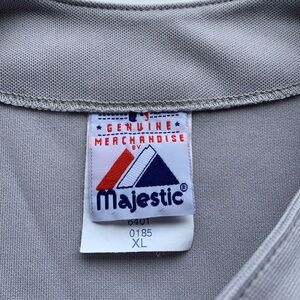 ★ GENUINE ★
MERCHANDISE
BY
Majestic®
6401
0185
XL